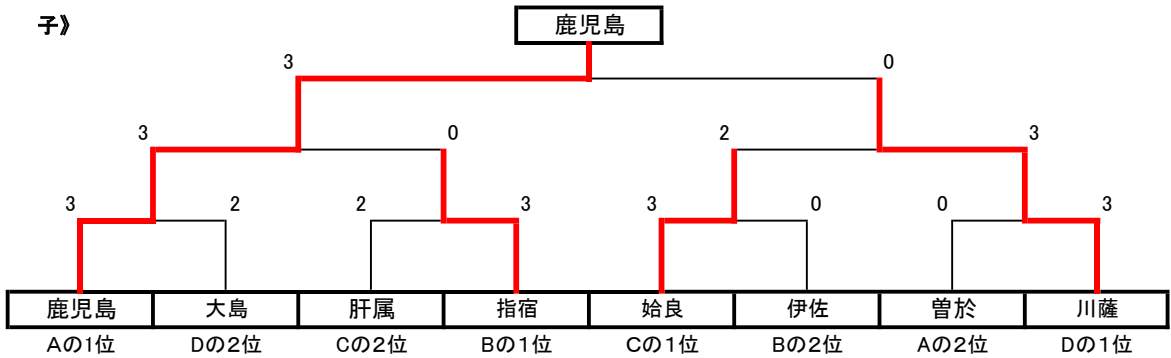 子》
鹿児島
3 0
3 0 2 3
3 2 2 3 3 0 0 3
鹿児島 大島 肝属 指宿 姶良 伊佐 曽於 川薩
Aの1位 Dの2位 Cの2位 Bの1位 Cの1位 Bの2位 Aの2位 Dの1位